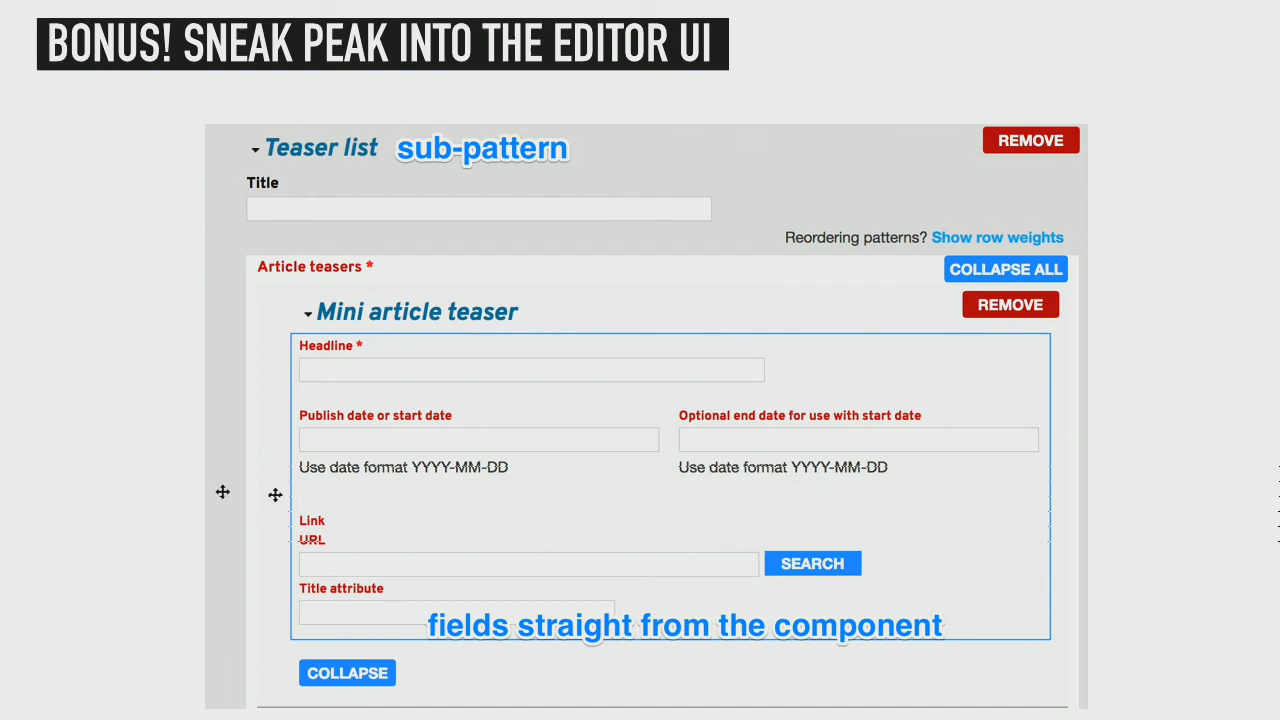 BONUS! SNEAK PEAK INTO THE EDITOR UI
Teaser list sub-pattern REMOVE
Title
Reordering patterns? Show row weights
Article teasers * COLLAPSE ALL
Mini article teaser REMOVE
Headline *
Publish date or start date Optional end date for use with start date
Use date format YYYY-MM-DD Use date format YYYY-MM-DD
Link
URL
SEARCH
Title attribute
fields straight from the component
COLLAPSE